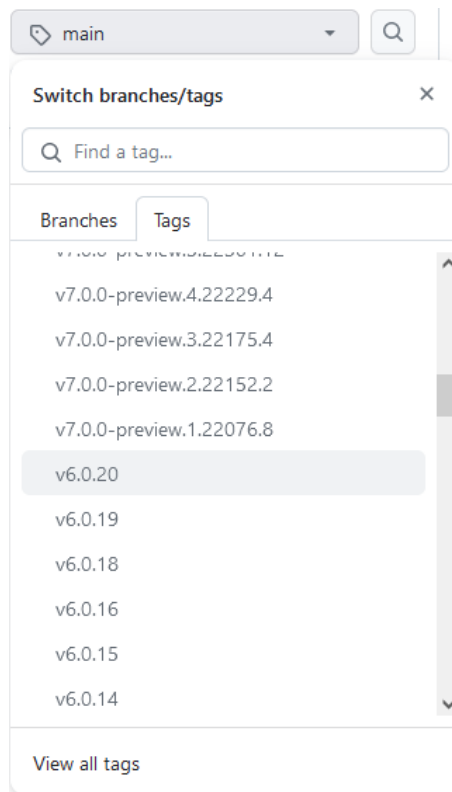 main
Switch branches/tags
Find a tag...
Branches
Tags
v7.0.0-preview.4.22229.4
v7.0.0-preview.3.22175.4
v7.0.0-preview.2.22152.2
v7.0.0-preview.1.22076.8
v6.0.20
v6.0.19
v6.0.18
v6.0.16
v6.0.15
v6.0.14
View all tags